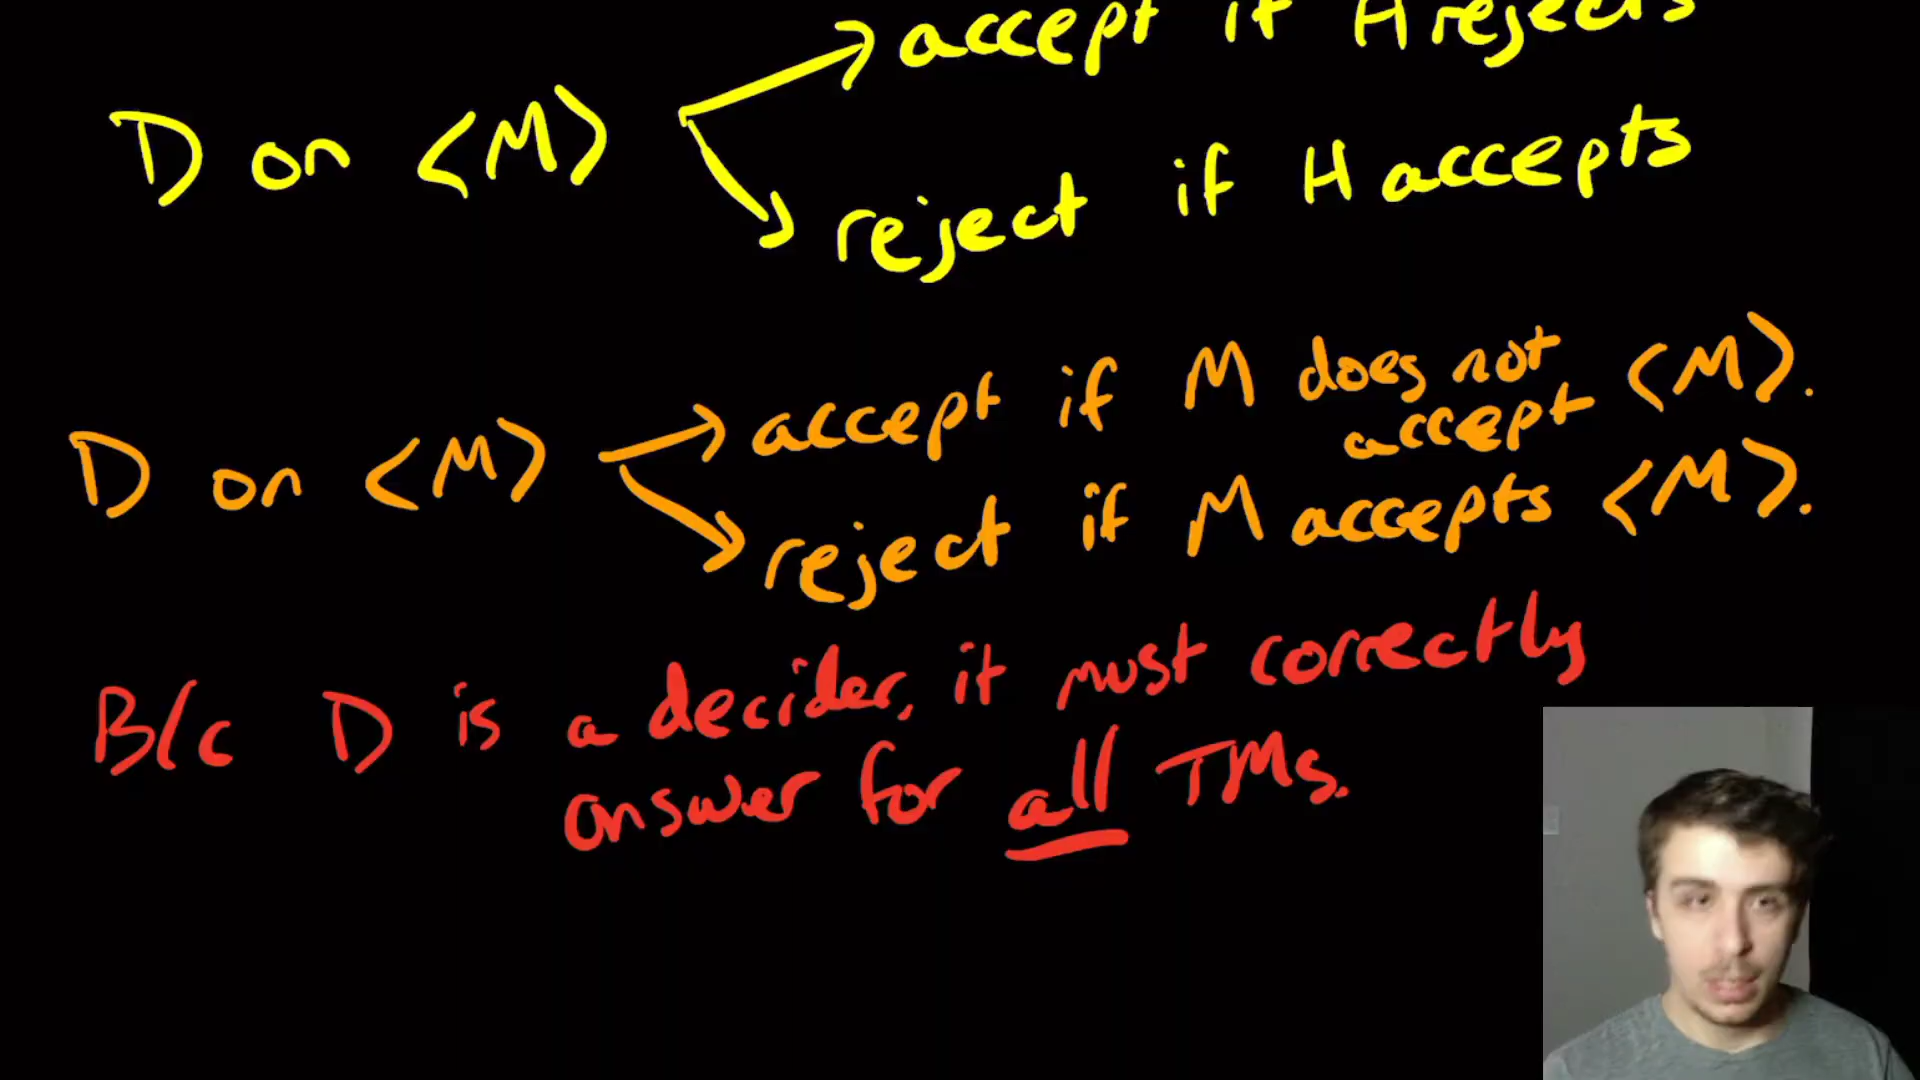 accept if H rejects
D on <M>
reject if H accepts
accept if M does not accept <M>.
D on <M>
reject if M accepts <M>.
B/c D is a decider, it must correctly
answer for all TMs.